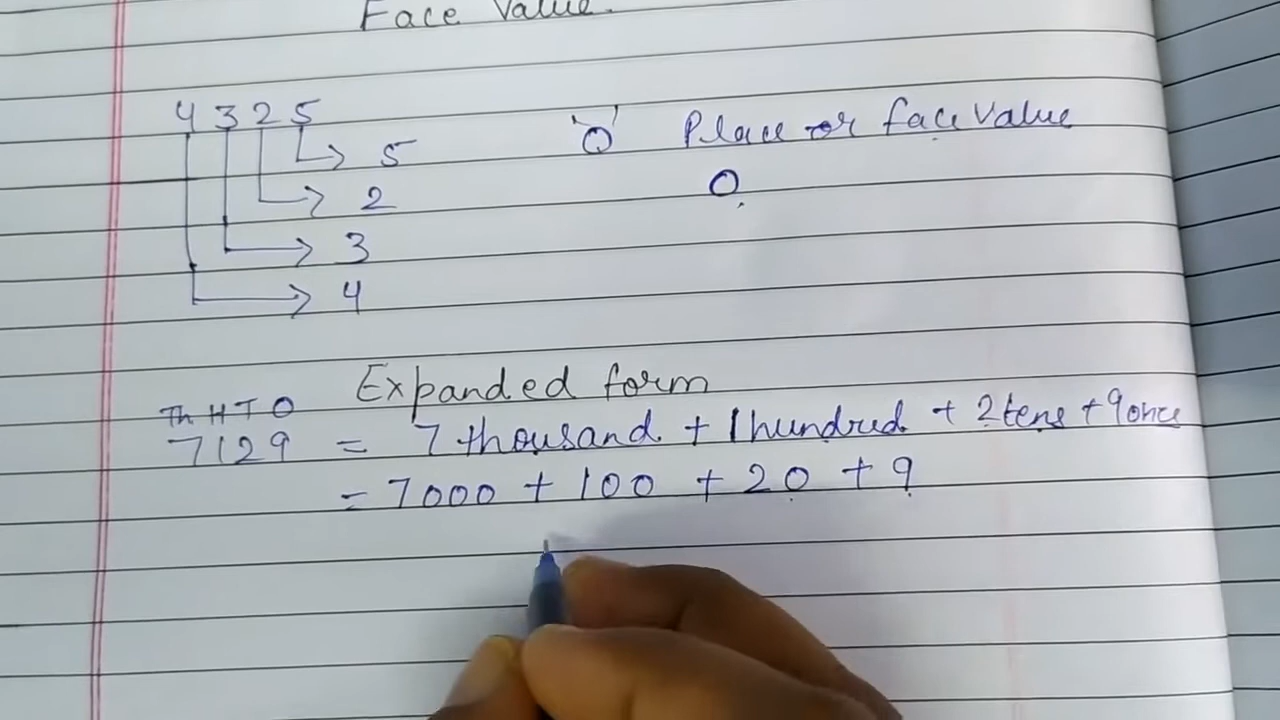 Face Value.
4325
5
2
3
4
'0' Place or face Value
0
Expanded form
Th H T O
7129 = 7 thousand + 1 hundred + 2 tens + 9 ones
= 7000 + 100 + 20 + 9